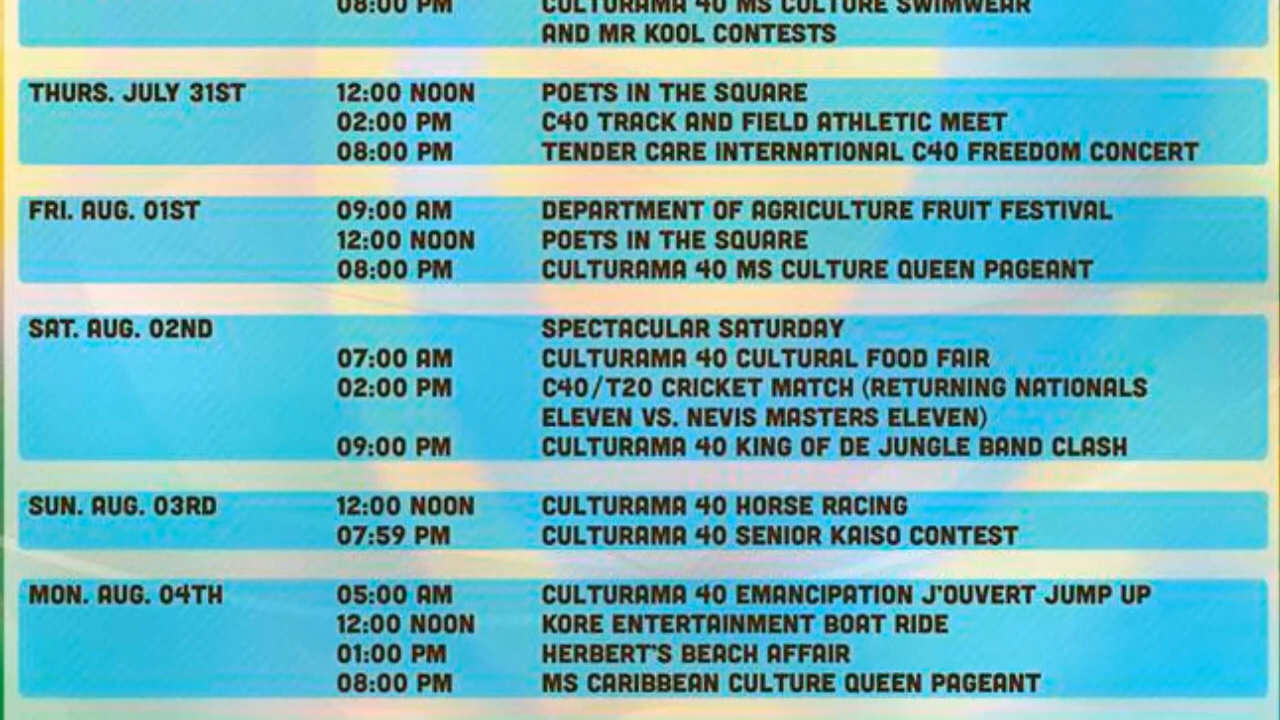 08:00 PM CULTURAMA 40 MS CULTURE SWIMWEAR
AND MR KOOL CONTESTS
THURS. JULY 31ST 12:00 NOON POETS IN THE SQUARE
02:00 PM C40 TRACK AND FIELD ATHLETIC MEET
08:00 PM TENDER CARE INTERNATIONAL C40 FREEDOM CONCERT
FRI. AUG. 01ST 09:00 AM DEPARTMENT OF AGRICULTURE FRUIT FESTIVAL
12:00 NOON POETS IN THE SQUARE
08:00 PM CULTURAMA 40 MS CULTURE QUEEN PAGEANT
SAT. AUG. 02ND SPECTACULAR SATURDAY
07:00 AM CULTURAMA 40 CULTURAL FOOD FAIR
02:00 PM C40/T20 CRICKET MATCH (RETURNING NATIONALS
ELEVEN VS. NEVIS MASTERS ELEVEN)
09:00 PM CULTURAMA 40 KING OF DE JUNGLE BAND CLASH
SUN. AUG. 03RD 12:00 NOON CULTURAMA 40 HORSE RACING
07:59 PM CULTURAMA 40 SENIOR KAISO CONTEST
MON. AUG. 04TH 05:00 AM CULTURAMA 40 EMANCIPATION J'OUVERT JUMP UP
12:00 NOON KORE ENTERTAINMENT BOAT RIDE
01:00 PM HERBERT'S BEACH AFFAIR
08:00 PM MS CARIBBEAN CULTURE QUEEN PAGEANT